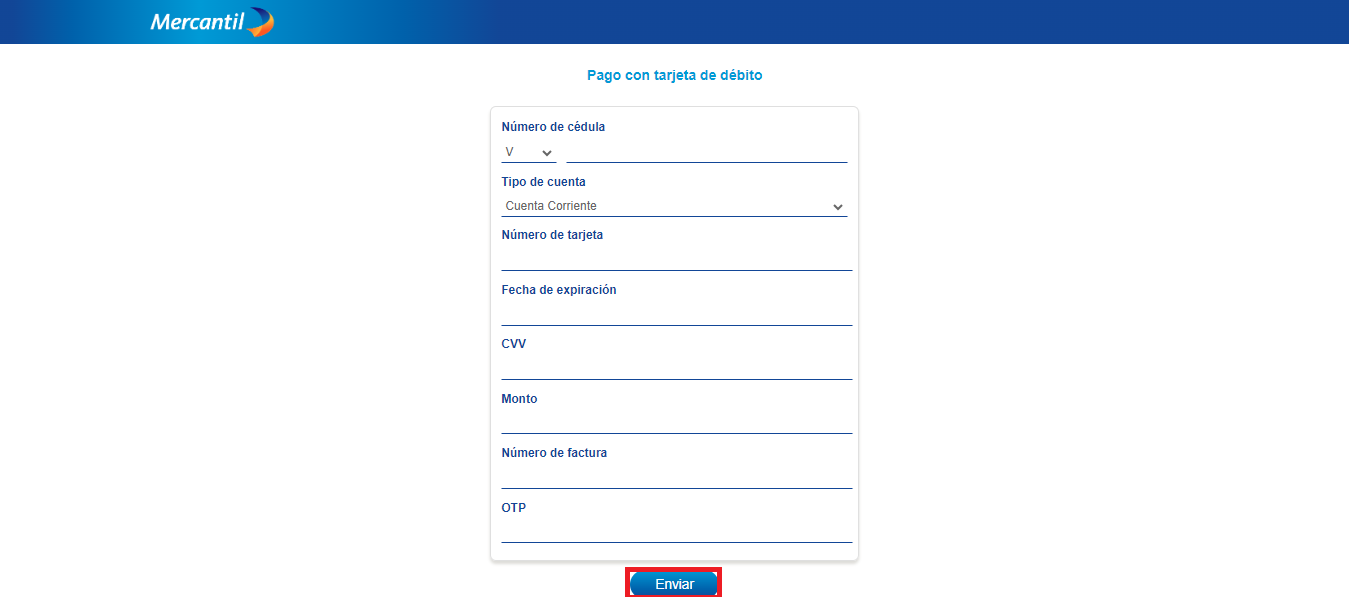 Mercantil
Pago con tarjeta de débito
Número de cédula
V
Tipo de cuenta
Cuenta Corriente
Número de tarjeta
Fecha de expiración
CVV
Monto
Número de factura
OTP
Enviar